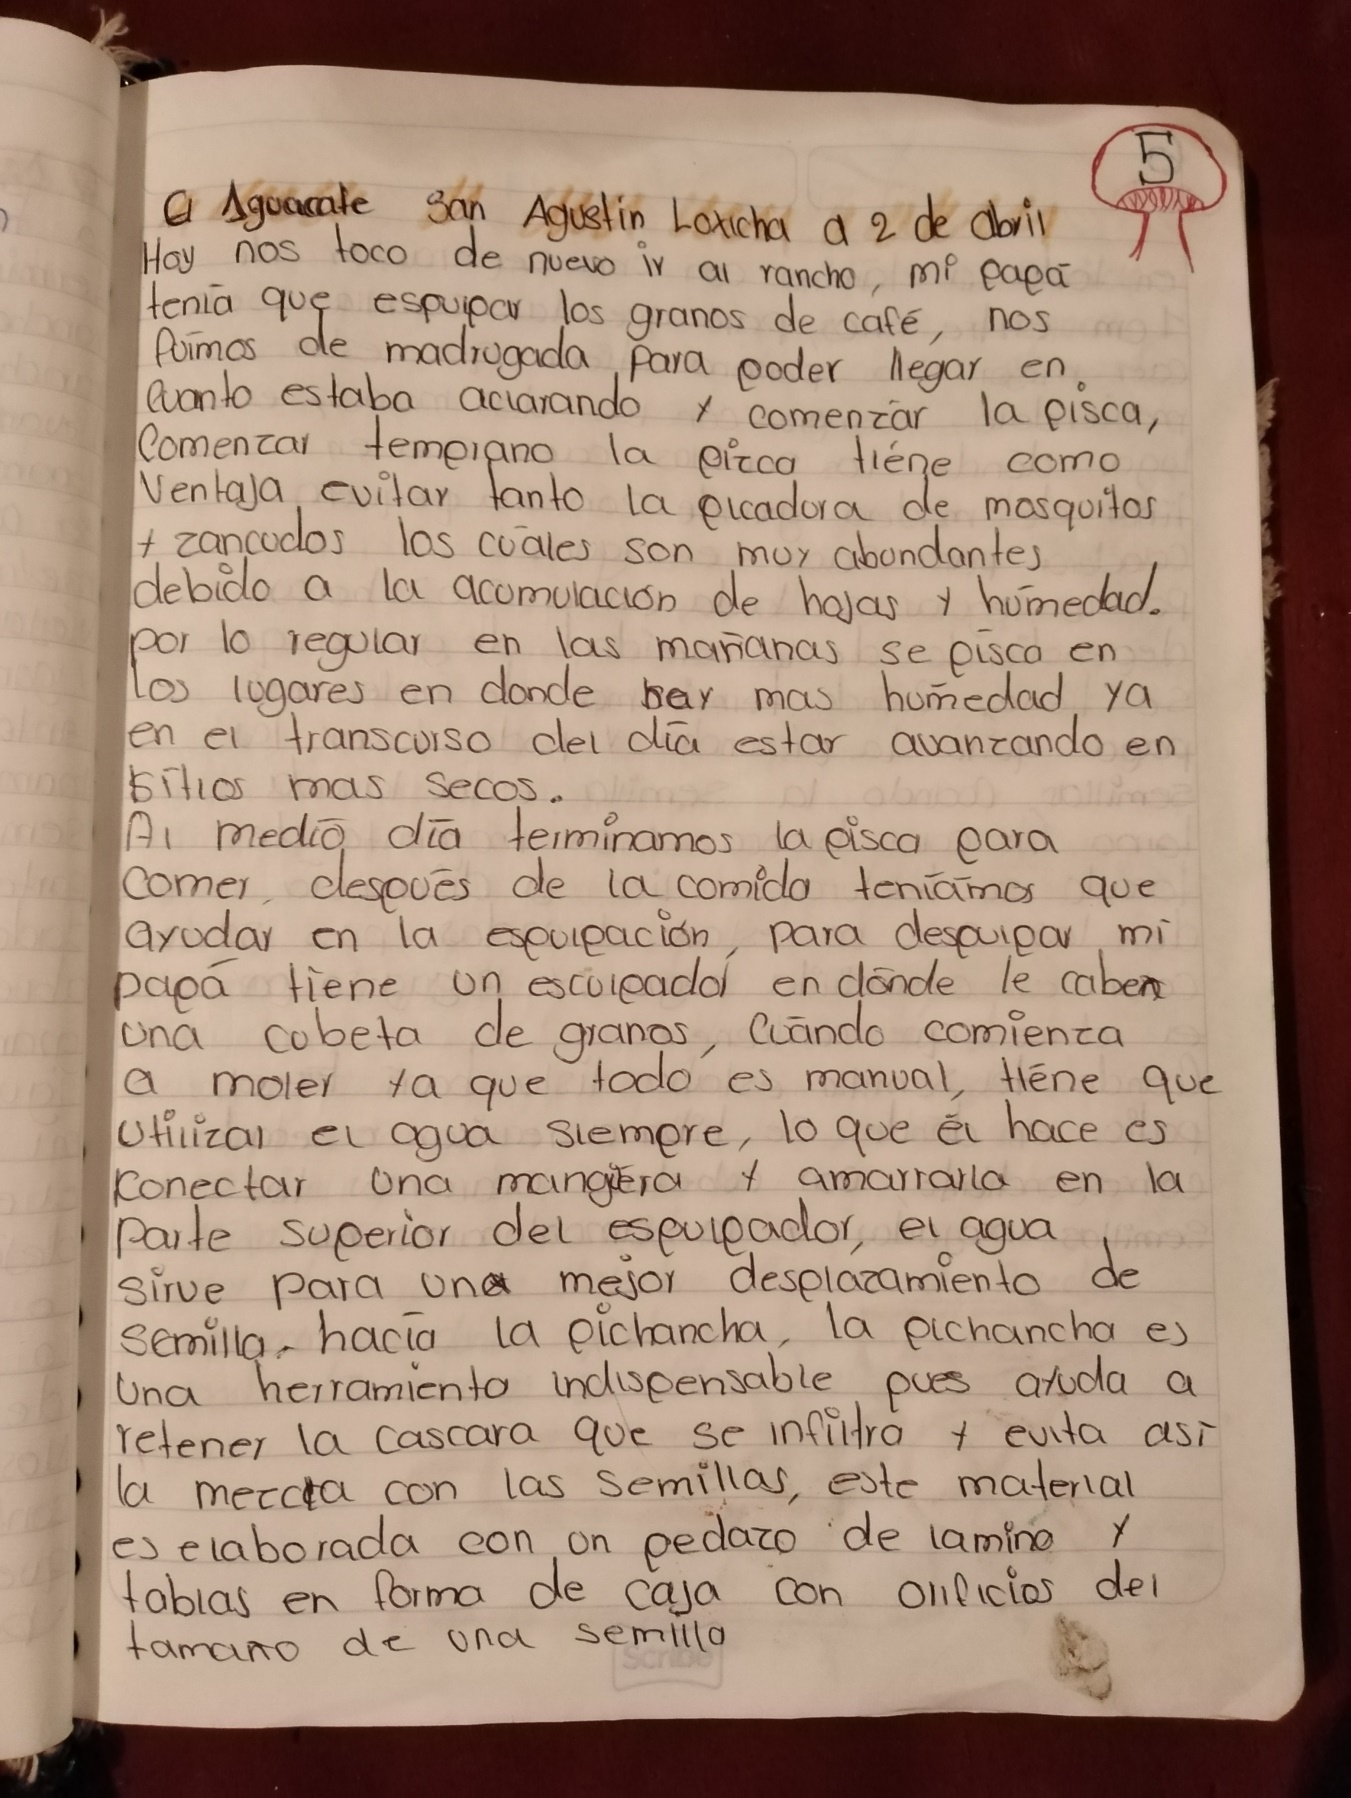 5
El Aguacate San Agustin Loxicha a 2 de abril
Hoy nos toco de nuevo ir al rancho, mi papá
tenía que espulpar los granos de café, nos
fuimos de madrugada para poder llegar en
cuanto estaba aclarando y comenzar la pisca,
Comenzar temprano la pizca tiene como
Ventaja evitar tanto la picadura de mosquitos
y zancudos los cuales son muy abundantes
debido a la acomulación de hojas y humedad.
por lo regular en las mañanas se pisca en
los lugares en donde hay mas humedad ya
en el transcurso del día estar avanzando en
sitios mas secos.
Al medio día terminamos la pisca para
comer, después de la comida teníamos que
ayudar en la espulpación, para despulpar mi
papá tiene un esculpador en donde le caben
una cubeta de granos, Cuando comienza
a moler ya que todo es manual, tiene que
utilizar el agua siempre, lo que él hace es
conectar una manguera y amarrarla en la
parte superior del espulpador, el agua
sirve para una mejor desplazamiento de
semilla, hacia la pichancha, la pichancha es
una herramienta indispensable pues ayuda a
retener la cascara que se infiltra y evita así
la mezcla con las semillas, este material
es elaborada con un pedazo de lamina y
tablas en forma de caja con orificios del
tamaño de una semilla
Scribe